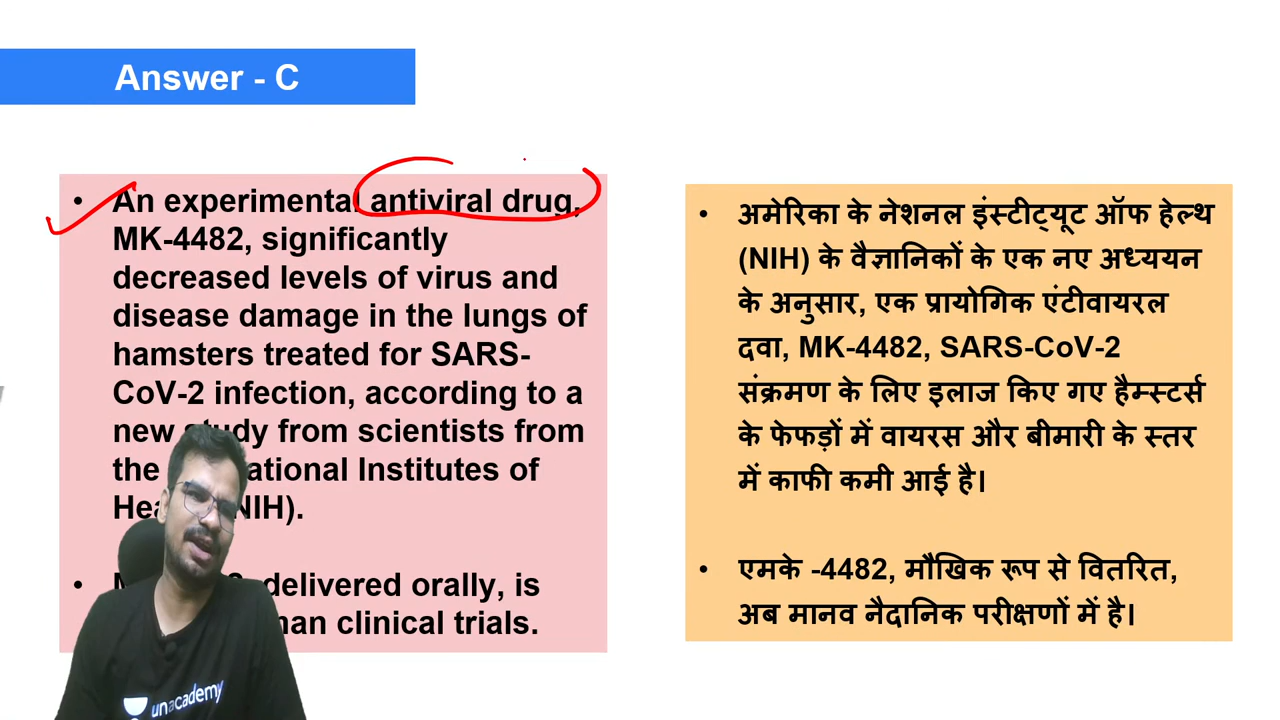 Answer - C
• An experimental antiviral drug,
MK-4482, significantly
decreased levels of virus and
disease damage in the lungs of
hamsters treated for SARS-
CoV-2 infection, according to a
new study from scientists from
the ational Institutes of
Hea NIH).
• delivered orally, is
clinical trials.
• अमेरिका के नेशनल इंस्टीट्यूट ऑफ हेल्थ
(NIH) के वैज्ञानिकों के एक नए अध्ययन
के अनुसार, एक प्रायोगिक एंटीवायरल
दवा, MK-4482, SARS-CoV-2
संक्रमण के लिए इलाज किए गए हैम्स्टर्स
के फेफड़ों में वायरस और बीमारी के स्तर
में काफी कमी आई है।
• एमके -4482, मौखिक रूप से वितरित,
अब मानव नैदानिक परीक्षणों में है।
unacademy